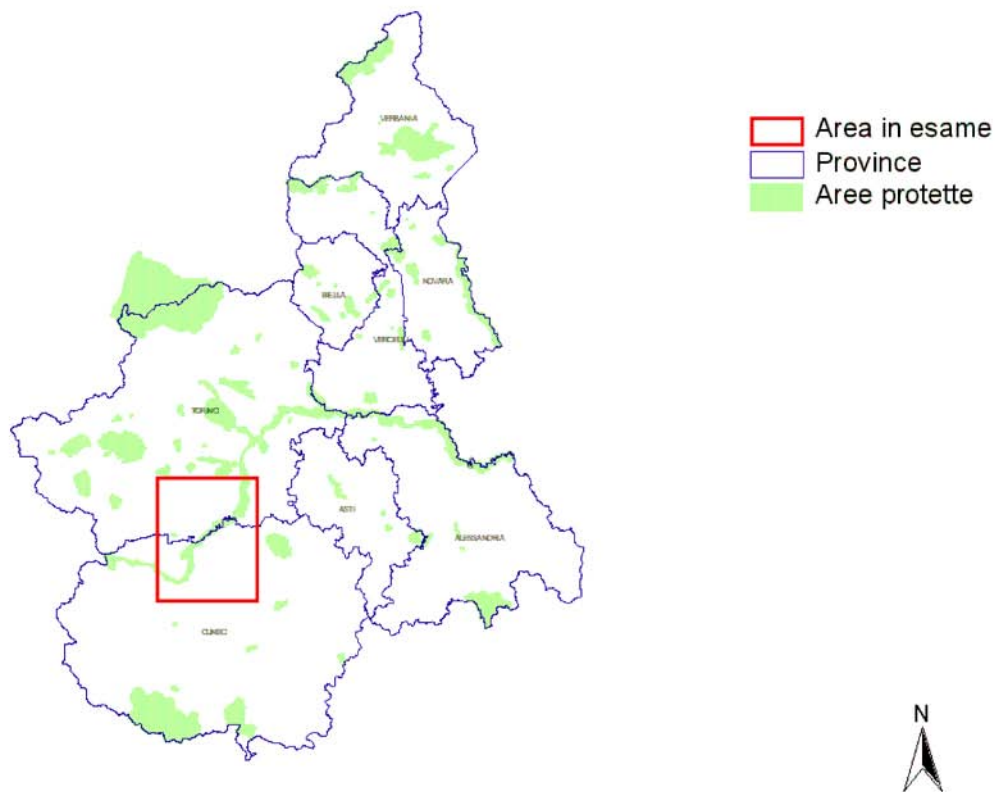 VERBANIA
Area in esame
Province
Aree protette
BIELLA
NOVARA
VERCELLI
TORINO
ASTI
ALESSANDRIA
CUNEO
N